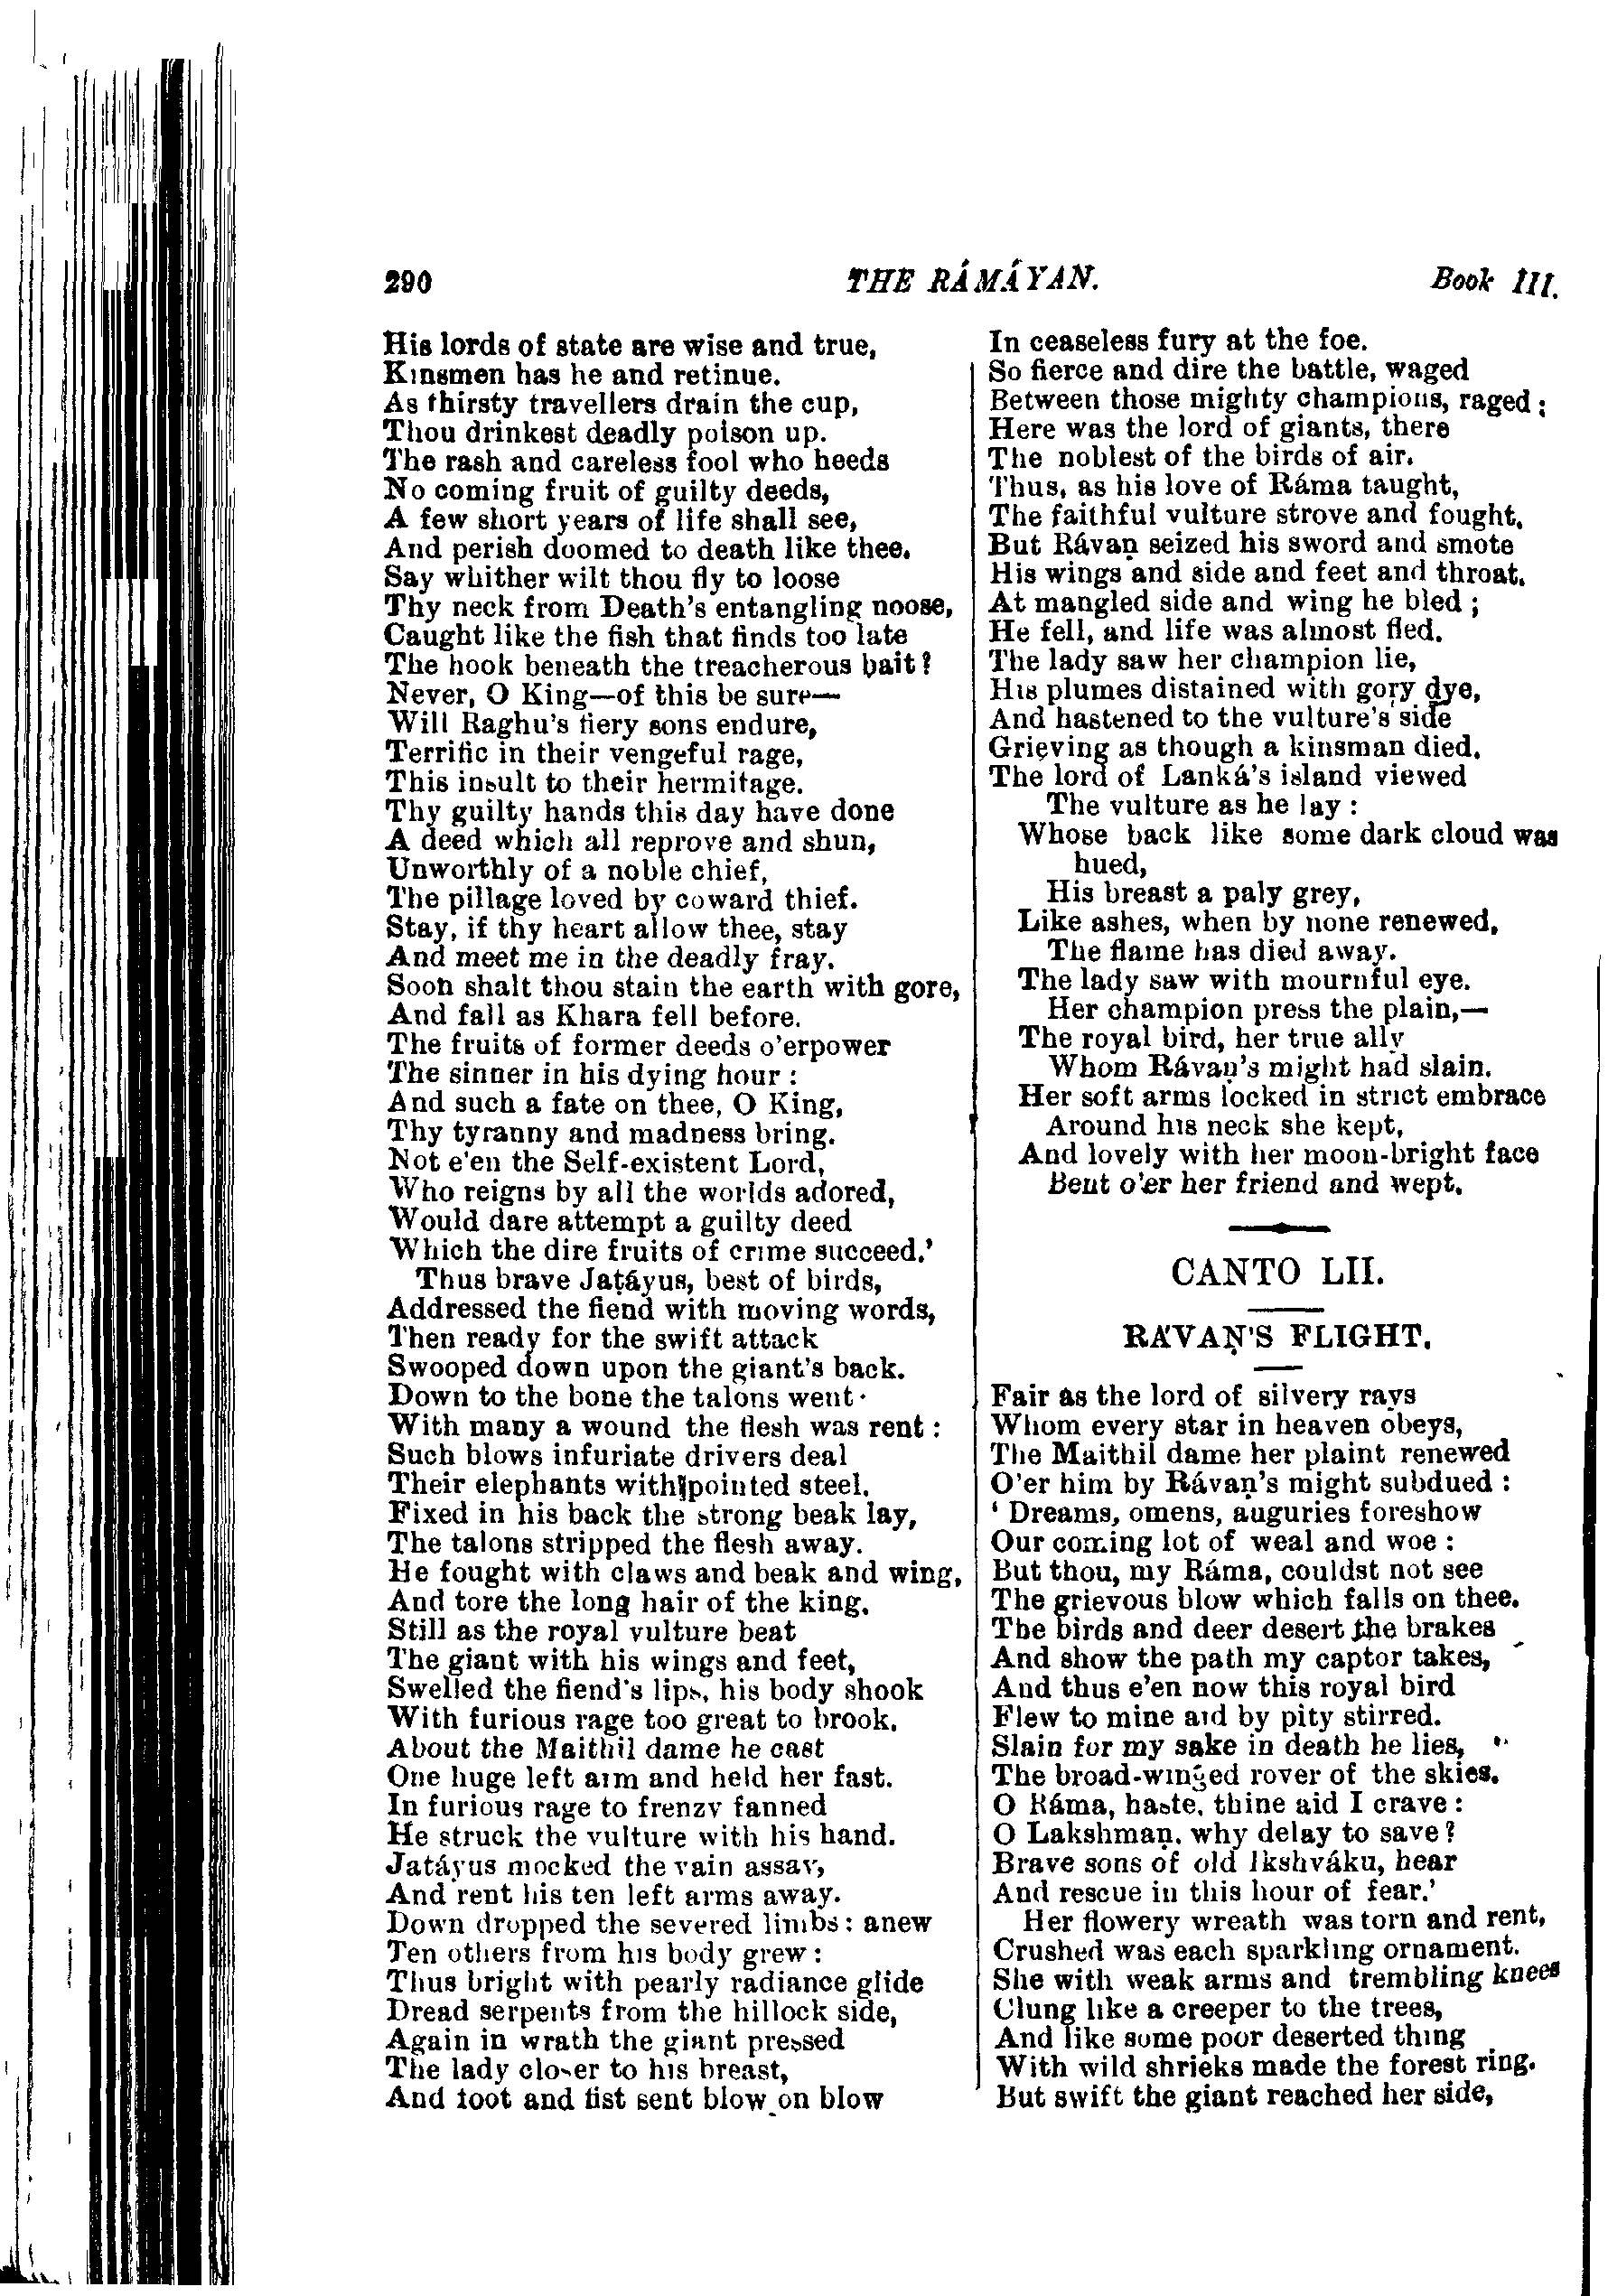 290 THE RÁMÁYAN. Book III.
His lords of state are wise and true,
Kinsmen has he and retinue.
As thirsty travellers drain the cup,
Thou drinkest deadly poison up.
The rash and careless fool who heeds
No coming fruit of guilty deeds,
A few short years of life shall see,
And perish doomed to death like thee.
Say whither wilt thou fly to loose
Thy neck from Death's entangling noose,
Caught like the fish that finds too late
The hook beneath the treacherous bait?
Never, O King—of this be sure—
Will Raghu's fiery sons endure,
Terrific in their vengeful rage,
This insult to their hermitage.
Thy guilty hands this day have done
A deed which all reprove and shun,
Unworthly of a noble chief,
The pillage loved by coward thief.
Stay, if thy heart allow thee, stay
And meet me in the deadly fray.
Soon shalt thou stain the earth with gore,
And fall as Khara fell before.
The fruits of former deeds o'erpower
The sinner in his dying hour:
And such a fate on thee, O King,
Thy tyranny and madness bring.
Not e'en the Self-existent Lord,
Who reigns by all the worlds adored,
Would dare attempt a guilty deed
Which the dire fruits of crime succeed.'
Thus brave Jaṭáyus, best of birds,
Addressed the fiend with moving words,
Then ready for the swift attack
Swooped down upon the giant's back.
Down to the bone the talons went·
With many a wound the flesh was rent:
Such blows infuriate drivers deal
Their elephants with pointed steel.
Fixed in his back the strong beak lay,
The talons stripped the flesh away.
He fought with claws and beak and wing,
And tore the long hair of the king.
Still as the royal vulture beat
The giant with his wings and feet,
Swelled the fiend's lips, his body shook
With furious rage too great to brook.
About the Maithil dame he cast
One huge left arm and held her fast.
In furious rage to frenzy fanned
He struck the vulture with his hand.
Jatáyus mocked the vain assay,
And rent his ten left arms away.
Down dropped the severed limbs: anew
Ten others from his body grew:
Thus bright with pearly radiance glide
Dread serpents from the hillock side,
Again in wrath the giant pressed
The lady closer to his breast,
And foot and fist sent blow on blow
In ceaseless fury at the foe.
So fierce and dire the battle, waged
Between those mighty champions, raged:
Here was the lord of giants, there
The noblest of the birds of air.
Thus, as his love of Ráma taught,
The faithful vulture strove and fought.
But Rávaṇ seized his sword and smote
His wings and side and feet and throat.
At mangled side and wing he bled;
He fell, and life was almost fled.
The lady saw her champion lie,
His plumes distained with gory dye,
And hastened to the vulture's side
Grieving as though a kinsman died.
The lord of Lanká's island viewed
The vulture as he lay:
Whose back like some dark cloud was
hued,
His breast a paly grey,
Like ashes, when by none renewed,
The flame has died away.
The lady saw with mournful eye.
Her champion press the plain,—
The royal bird, her true ally
Whom Rávaṇ's might had slain.
Her soft arms locked in strict embrace
Around his neck she kept,
And lovely with her moon-bright face
Bent o'er her friend and wept.
CANTO LII.
RÁVAṆ'S FLIGHT.
Fair as the lord of silvery rays
Whom every star in heaven obeys,
The Maithil dame her plaint renewed
O'er him by Rávaṇ's might subdued:
‘Dreams, omens, auguries foreshow
Our coming lot of weal and woe:
But thou, my Ráma, couldst not see
The grievous blow which falls on thee.
The birds and deer desert the brakes
And show the path my captor takes,
And thus e'en now this royal bird
Flew to mine aid by pity stirred.
Slain for my sake in death he lies,
The broad-winged rover of the skies.
O Ráma, haste, thine aid I crave:
O Lakshmaṇ, why delay to save?
Brave sons of old Ikshváku, hear
And rescue in this hour of fear.'
Her flowery wreath was torn and rent,
Crushed was each sparkling ornament.
She with weak arms and trembling knees
Clung like a creeper to the trees,
And like some poor deserted thing
With wild shrieks made the forest ring.
But swift the giant reached her side,